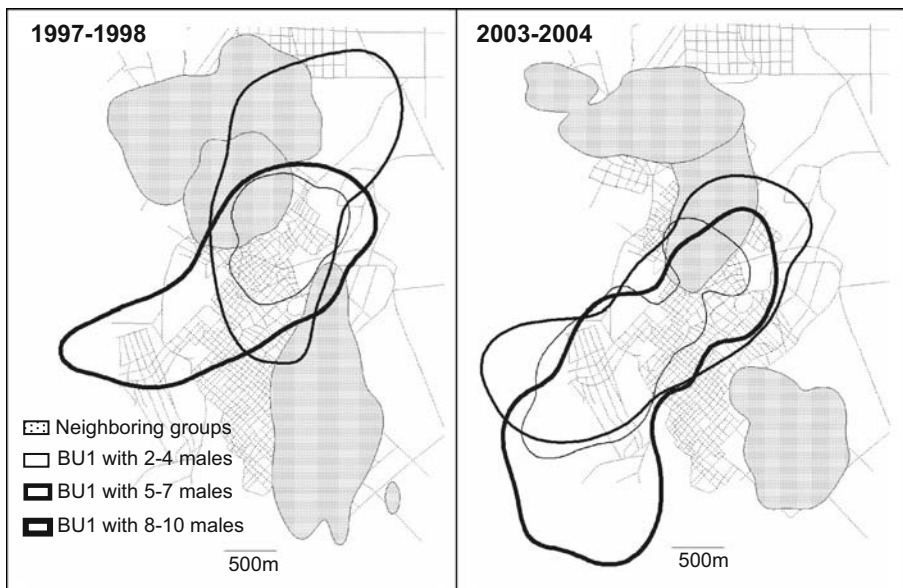 1997-1998
2003-2004
Neighboring groups
BU1 with 2-4 males
BU1 with 5-7 males
BU1 with 8-10 males
500m
500m